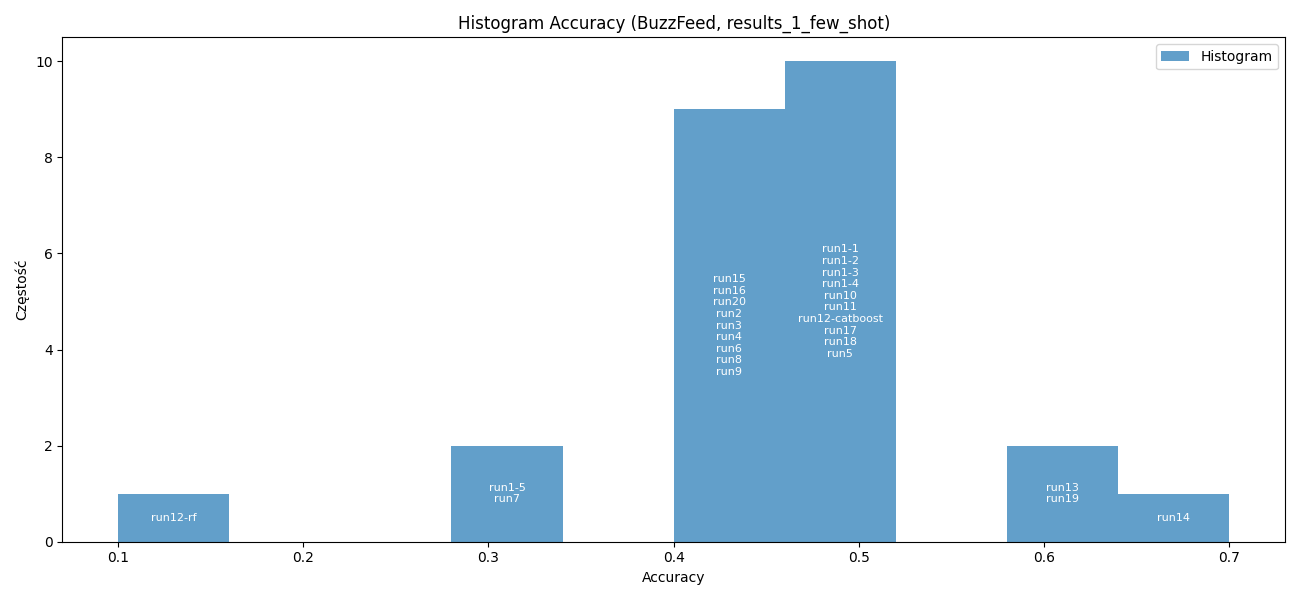 Histogram Accuracy (BuzzFeed, results_1_few_shot)
Histogram
Częstość
10
8
6
4
2
0
run12-rf
run1-5
run7
run15
run16
run20
run2
run3
run4
run6
run8
run9
run1-1
run1-2
run1-3
run1-4
run10
run11
run12-catboost
run17
run18
run5
run13
run19
run14
0.1 0.2 0.3 0.4 0.5 0.6 0.7
Accuracy